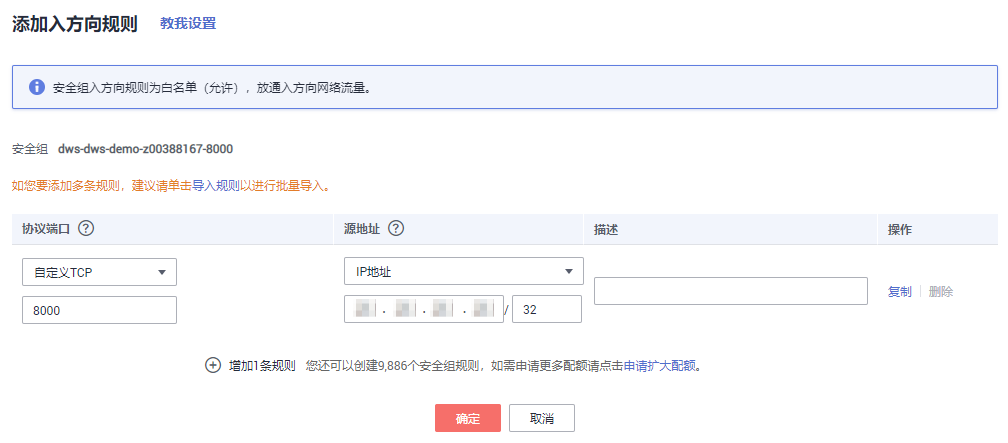 添加入方向规则 教我设置
安全组入方向规则为白名单（允许），放通入方向网络流量。
安全组 dws-dws-demo-z00388167-8000
如您要添加多条规则，建议请单击导入规则以进行批量导入。
协议端口 ? 源地址 ? 描述 操作
自定义TCP IP地址
8000 . . . / 32 复制 删除
增加1条规则 您还可以创建9,886个安全组规则，如需申请更多配额请点击申请扩大配额。
确定 取消